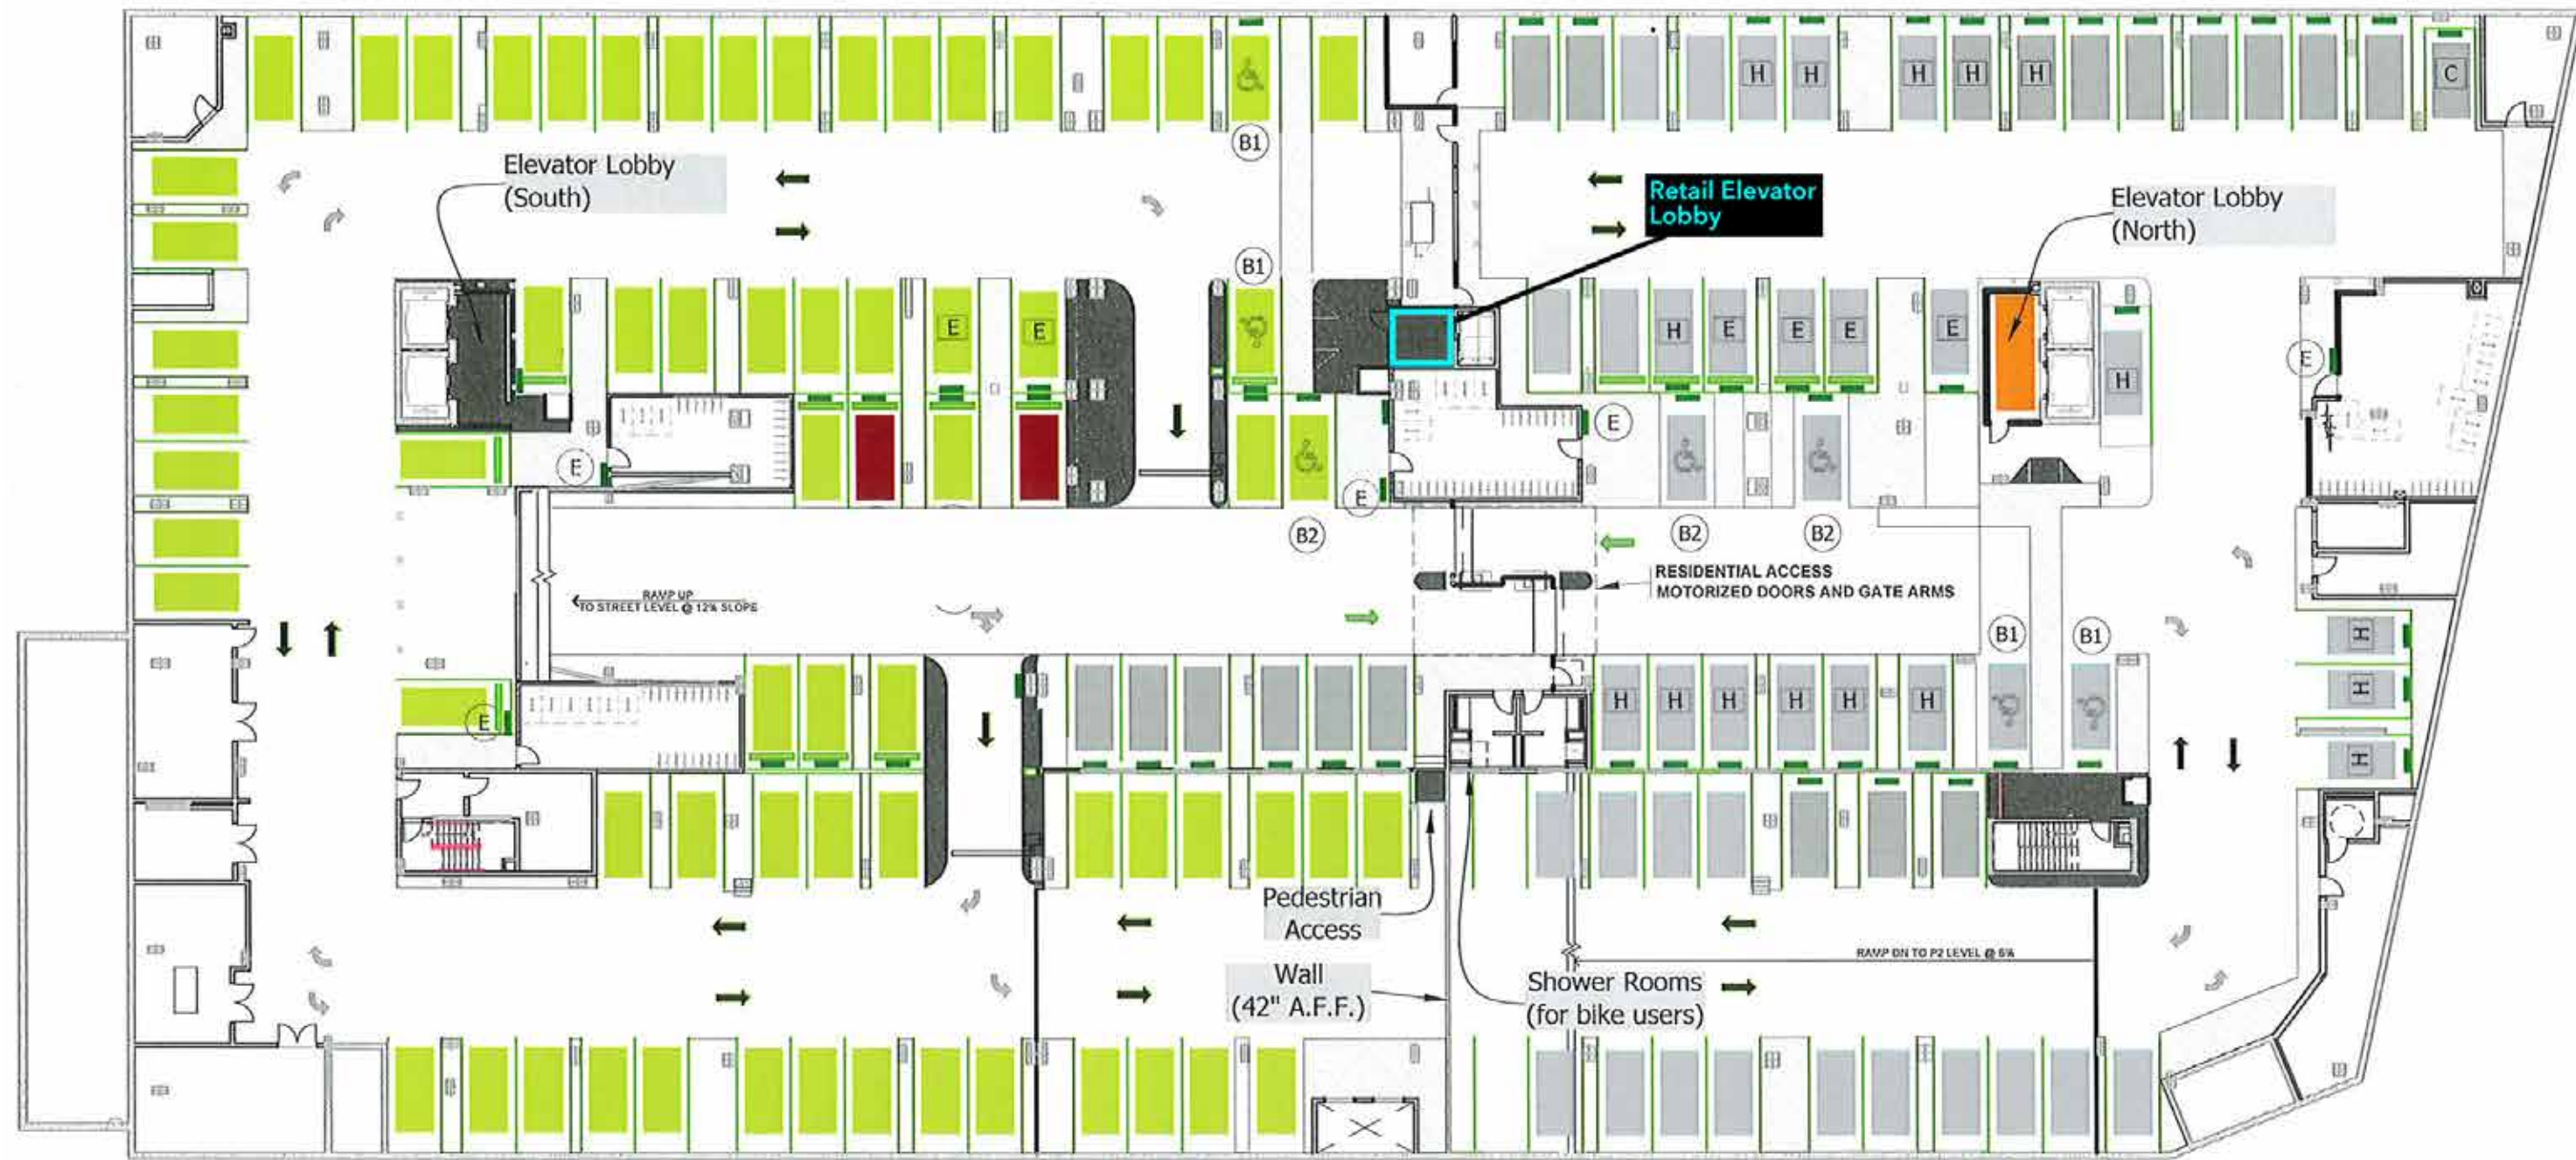 H
H
H
H
H
C
B1
Elevator Lobby
(South)
Retail Elevator
Lobby
Elevator Lobby
(North)
B1
E
E
H
E
E
E
E
H
E
E
E
E
B2
B2
B2
RESIDENTIAL ACCESS
MOTORIZED DOORS AND GATE ARMS
RAMP UP
TO STREET LEVEL @ 12% SLOPE
B1
B1
H
H
H
E
H
H
H
H
H
H
Pedestrian
Access
Wall
(42" A.F.F.)
Shower Rooms
(for bike users)
RAMP DN TO P2 LEVEL @ 6%